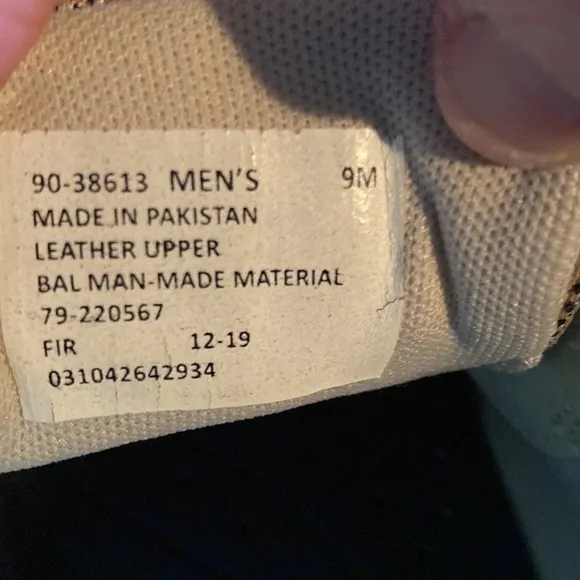 90-38613 MEN'S 9M
MADE IN PAKISTAN
LEATHER UPPER
BAL MAN-MADE MATERIAL
79-220567
FIR 12-19
031042642934